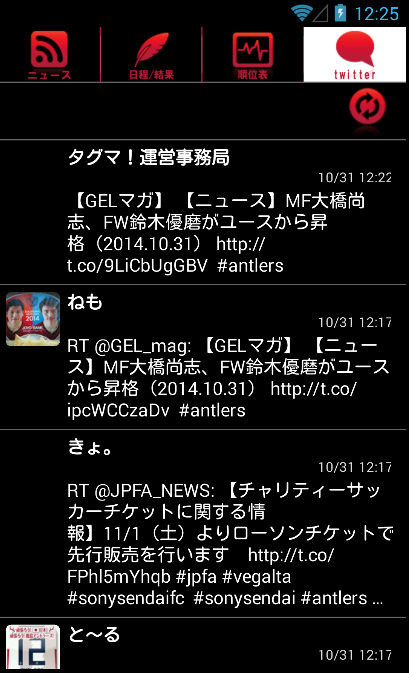 12:25
ニュース
日程/結果
順位表
twitter
タグマ！運営事務局
10/31 12:22
【GELマガ】 【ニュース】MF大橋尚
志、FW鈴木優磨がユースから昇
格（2014.10.31） http://
t.co/9LiCbUgGBV #antlers
ねも
10/31 12:17
RT @GEL_mag: 【GELマガ】 【ニュー
ス】MF大橋尚志、FW鈴木優磨がユース
から昇格（2014.10.31） http://t.co/
ipcWCCzaDv #antlers
きょ。
10/31 12:17
RT @JPFA_NEWS: 【チャリティーサッ
カーチケットに関する情
報】11/1（土）よりローソンチケットで
先行販売を行います　http://t.co/
FPhl5mYhqb #jpfa #vegalta
#sonysendaifc #sonysendai #antlers ...
と〜る
10/31 12:17
12